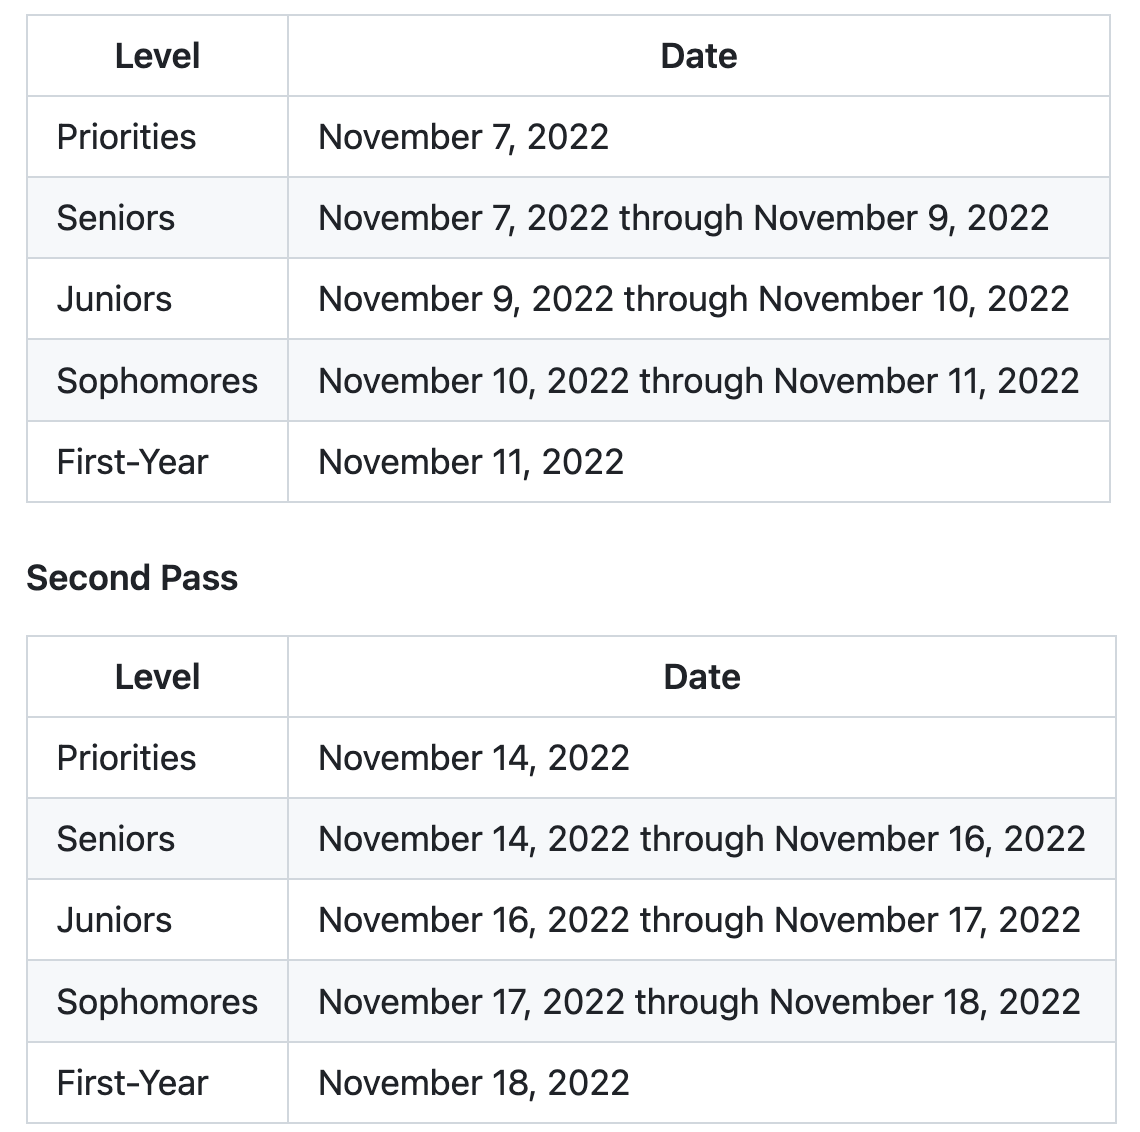 Level Date
Priorities November 7, 2022
Seniors November 7, 2022 through November 9, 2022
Juniors November 9, 2022 through November 10, 2022
Sophomores November 10, 2022 through November 11, 2022
First-Year November 11, 2022
Second Pass
Level Date
Priorities November 14, 2022
Seniors November 14, 2022 through November 16, 2022
Juniors November 16, 2022 through November 17, 2022
Sophomores November 17, 2022 through November 18, 2022
First-Year November 18, 2022